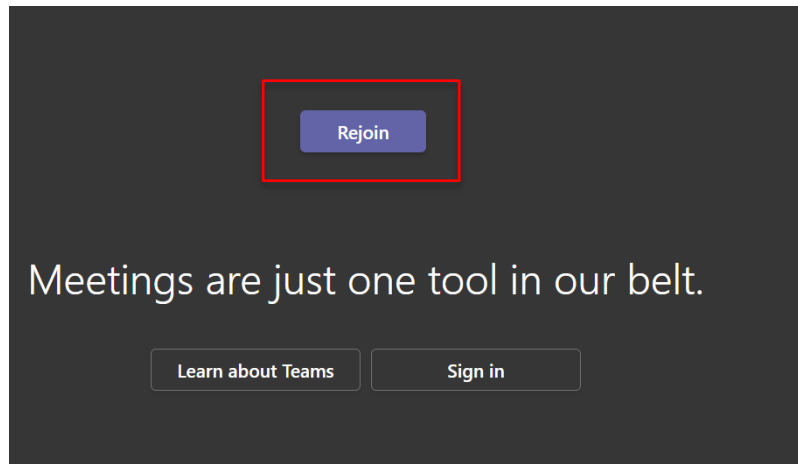 Rejoin
Meetings are just one tool in our belt.
Learn about Teams
Sign in